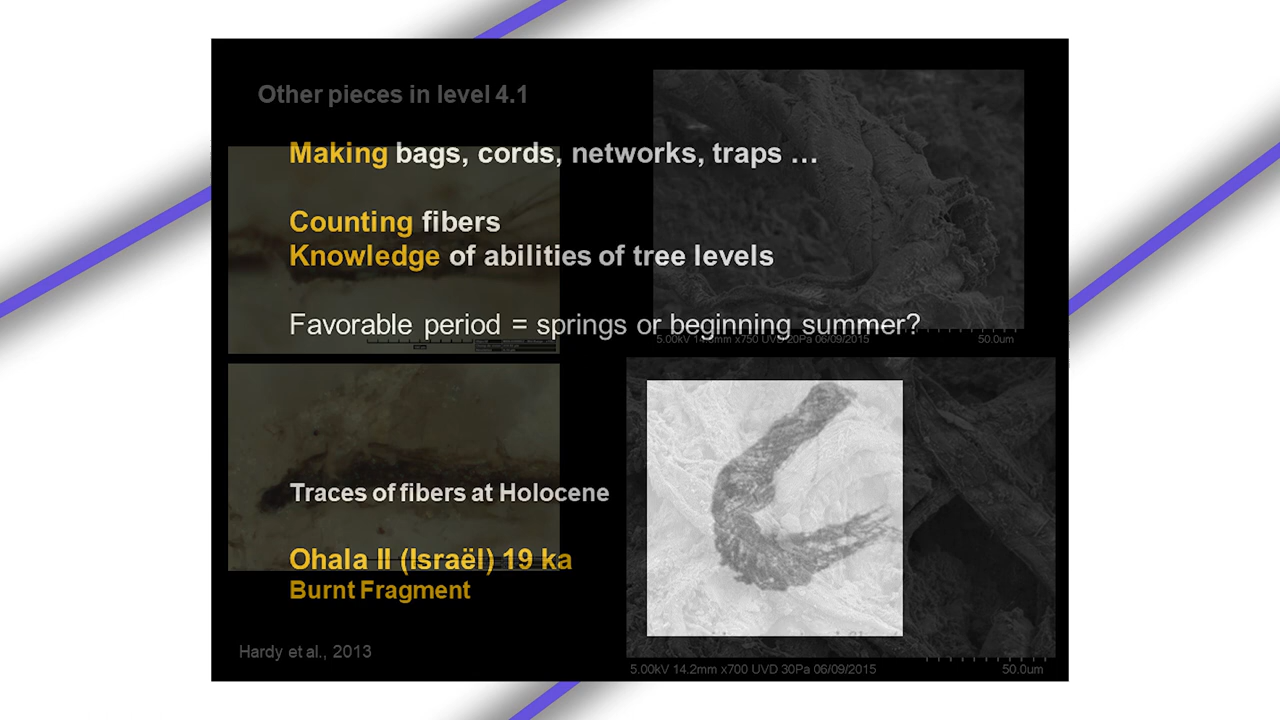 Other pieces in level 4.1
Making bags, cords, networks, traps …
Counting fibers
Knowledge of abilities of tree levels
Favorable period = springs or beginning summer?
5.00kV 14.8mm x750 UVD 20Pa 06/09/2015 50.0um
Traces of fibers at Holocene
Ohala II (Israël) 19 ka
Burnt Fragment
Hardy et al., 2013
5.00kV 14.2mm x700 UVD 30Pa 06/09/2015 50.0um